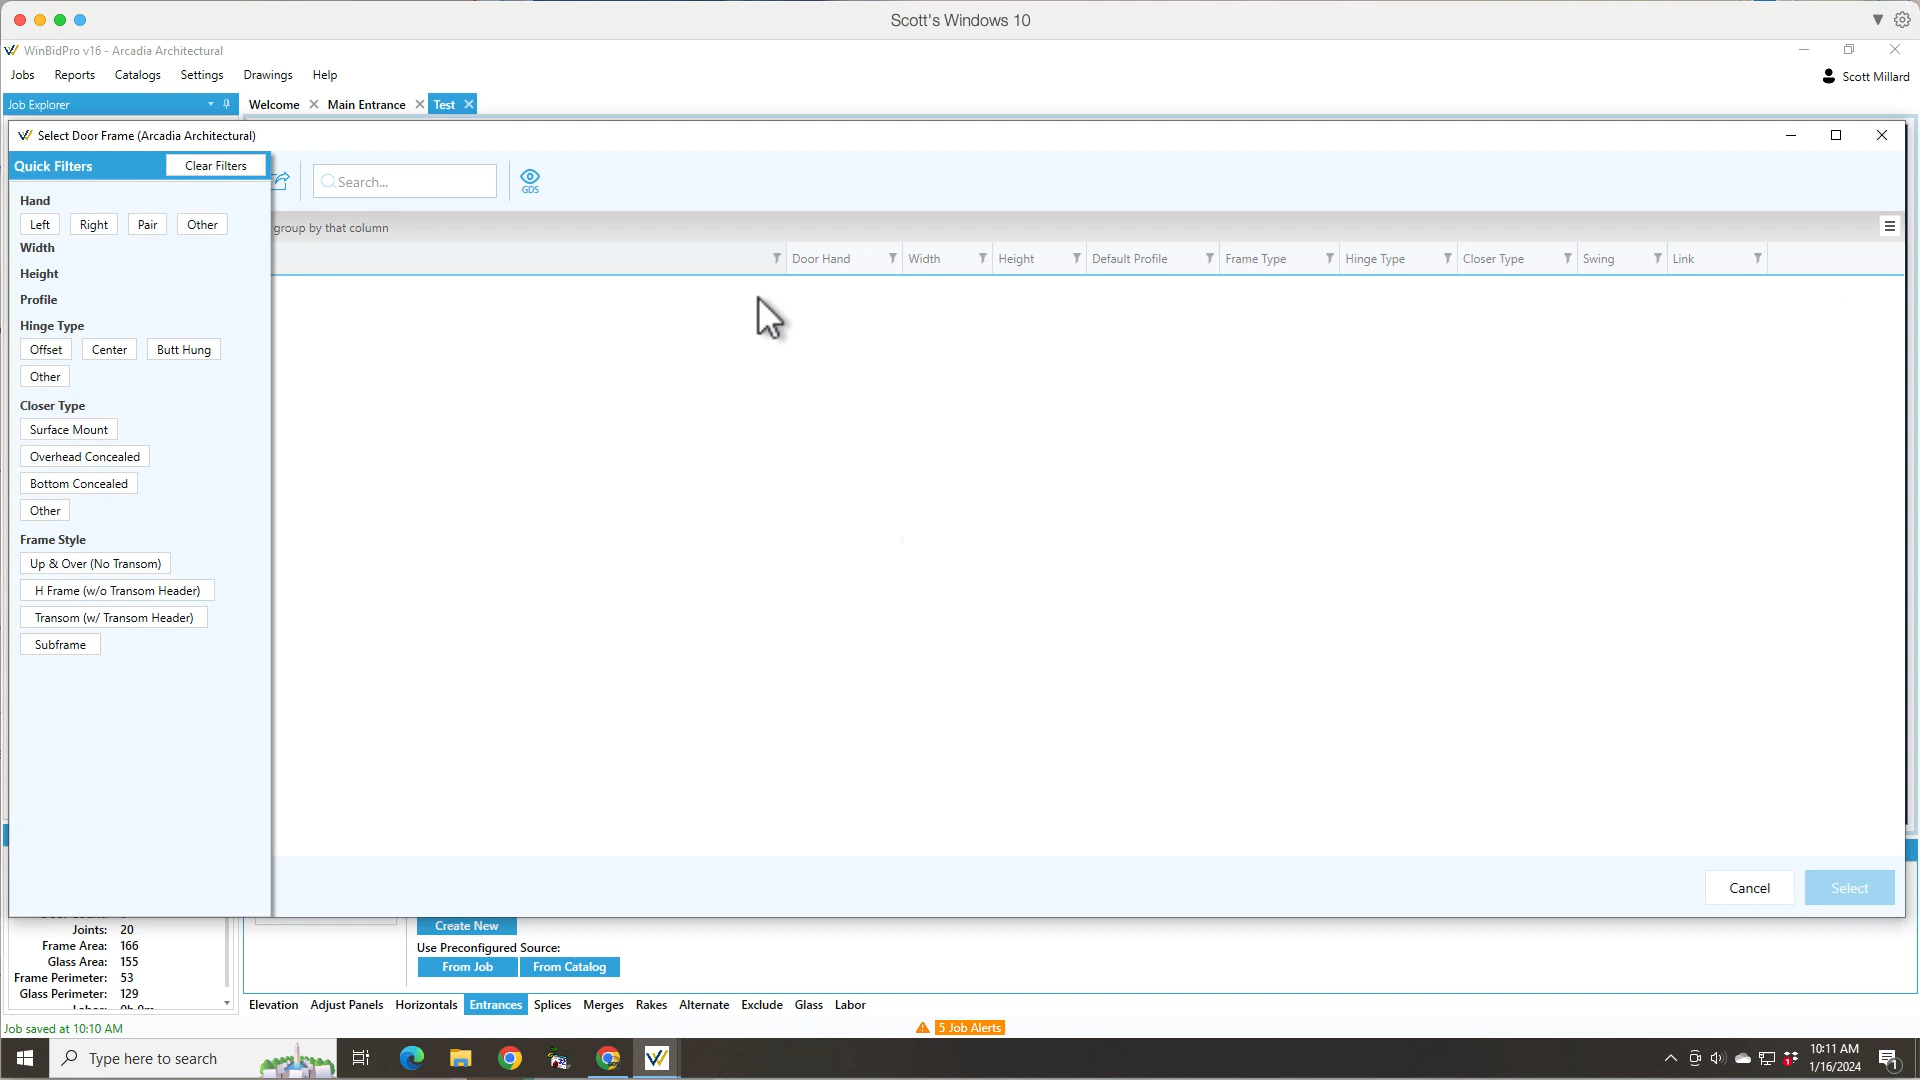 Scott's Windows 10
WinBidPro v16 - Arcadia Architectural
Jobs Reports Catalogs Settings Drawings Help
Scott Millard
Job Explorer
Welcome Main Entrance Test
Select Door Frame (Arcadia Architectural)
Quick Filters Clear Filters
Search...
GDS
Hand
Left Right Pair Other
Width
Height
Profile
Hinge Type
Offset Center Butt Hung
Other
Closer Type
Surface Mount
Overhead Concealed
Bottom Concealed
Other
Frame Style
Up & Over (No Transom)
H Frame (w/o Transom Header)
Transom (w/ Transom Header)
Subframe
group by that column
Door Hand Width Height Default Profile Frame Type Hinge Type Closer Type Swing Link
Cancel Select
Joints: 20
Frame Area: 166
Glass Area: 155
Frame Perimeter: 53
Glass Perimeter: 129
Create New
Use Preconfigured Source:
From Job From Catalog
Elevation Adjust Panels Horizontals Entrances Splices Merges Rakes Alternate Exclude Glass Labor
Job saved at 10:10 AM
5 Job Alerts
Type here to search
10:11 AM
1/16/2024
1
1